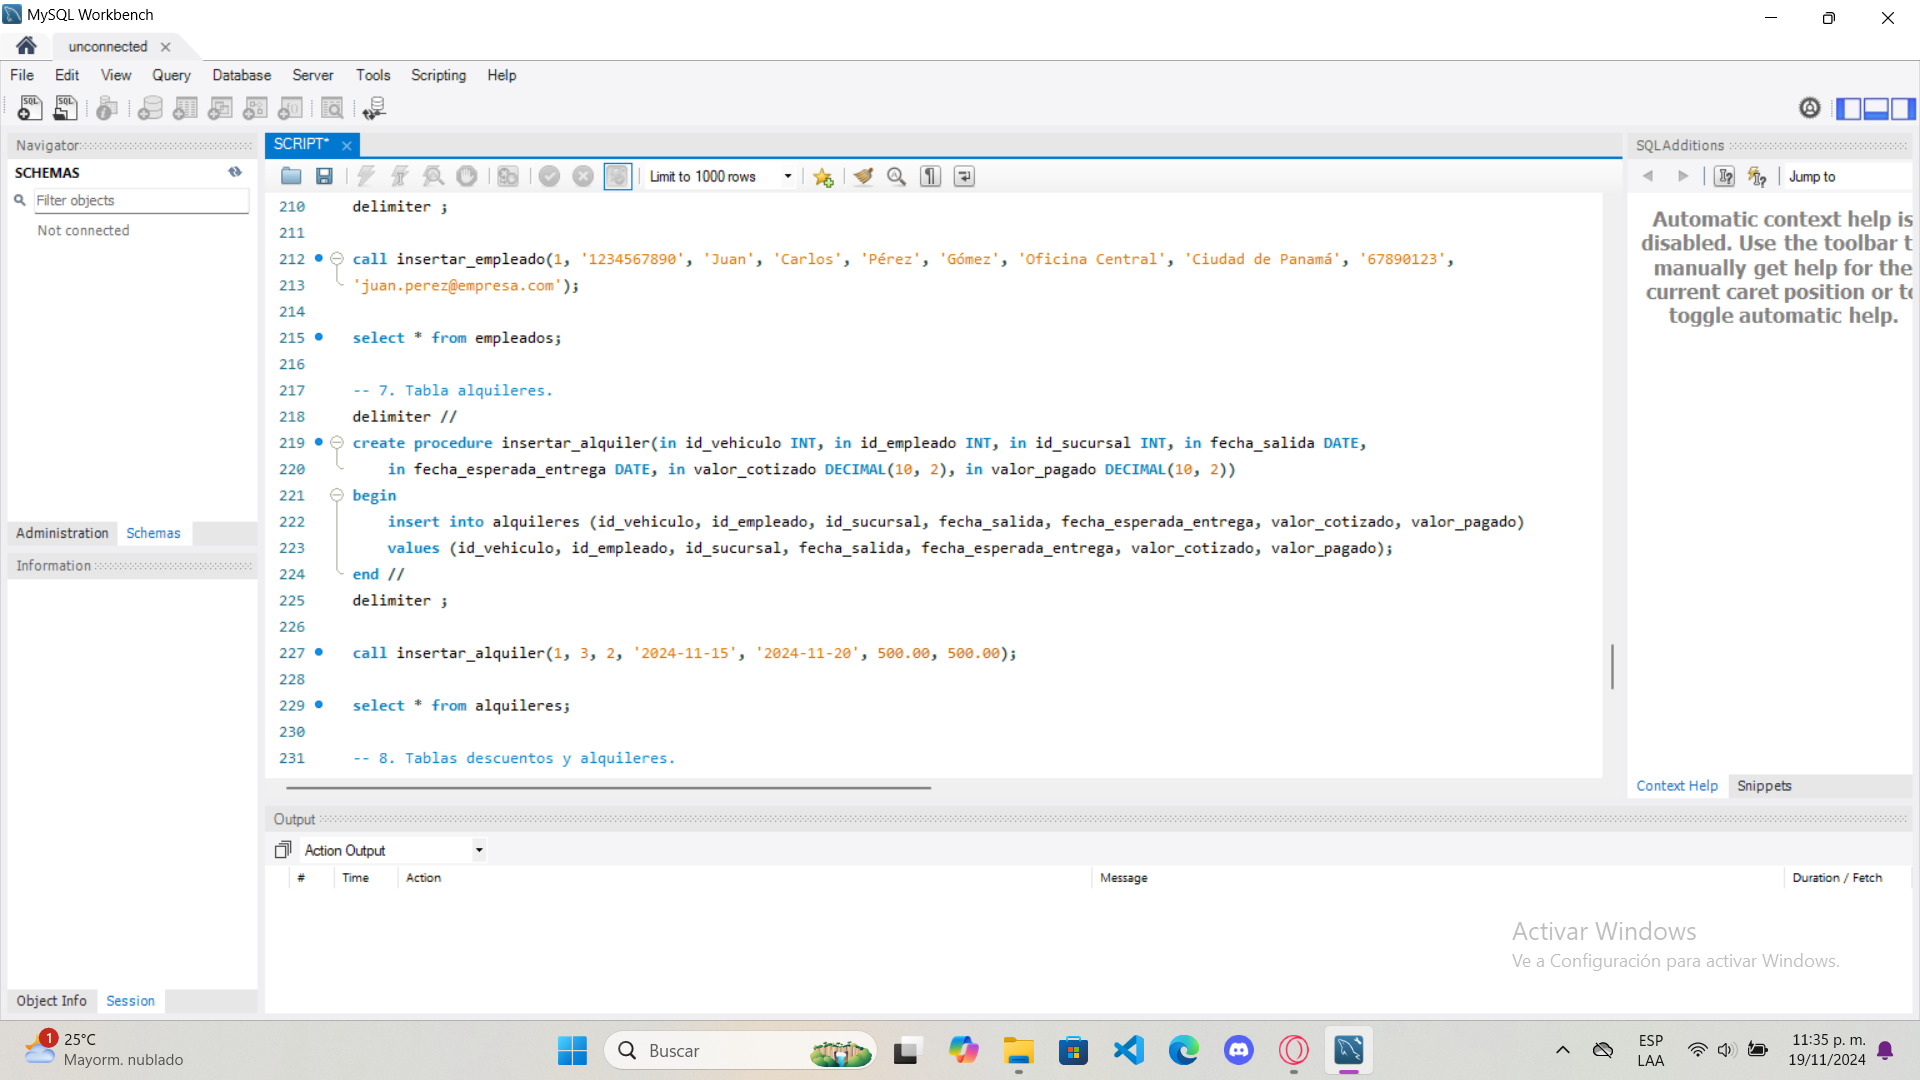 MySQL Workbench
unconnected
File Edit View Query Database Server Tools Scripting Help
Navigator
SCHEMAS
Filter objects
Not connected
Administration Schemas
Information
Object Info Session
SCRIPT*
Limit to 1000 rows
210 delimiter ;
211
212 call insertar_empleado(1, '1234567890', 'Juan', 'Carlos', 'Pérez', 'Gómez', 'Oficina Central', 'Ciudad de Panamá', '67890123',
213 'juan.perez@empresa.com');
214
215 select * from empleados;
216
217 -- 7. Tabla alquileres.
218 delimiter //
219 create procedure insertar_alquiler(in id_vehiculo INT, in id_empleado INT, in id_sucursal INT, in fecha_salida DATE,
220 in fecha_esperada_entrega DATE, in valor_cotizado DECIMAL(10, 2), in valor_pagado DECIMAL(10, 2))
221 begin
222 insert into alquileres (id_vehiculo, id_empleado, id_sucursal, fecha_salida, fecha_esperada_entrega, valor_cotizado, valor_pagado)
223 values (id_vehiculo, id_empleado, id_sucursal, fecha_salida, fecha_esperada_entrega, valor_cotizado, valor_pagado);
224 end //
225 delimiter ;
226
227 call insertar_alquiler(1, 3, 2, '2024-11-15', '2024-11-20', 500.00, 500.00);
228
229 select * from alquileres;
230
231 -- 8. Tablas descuentos y alquileres.
SQLAdditions
Jump to
Automatic context help is
disabled. Use the toolbar t
manually get help for the
current caret position or to
toggle automatic help.
Context Help Snippets
Output
Action Output
# Time Action Message Duration / Fetch
Activar Windows
Ve a Configuración para activar Windows.
1
25°C
Mayorm. nublado
Buscar
ESP
LAA
11:35 p. m.
19/11/2024